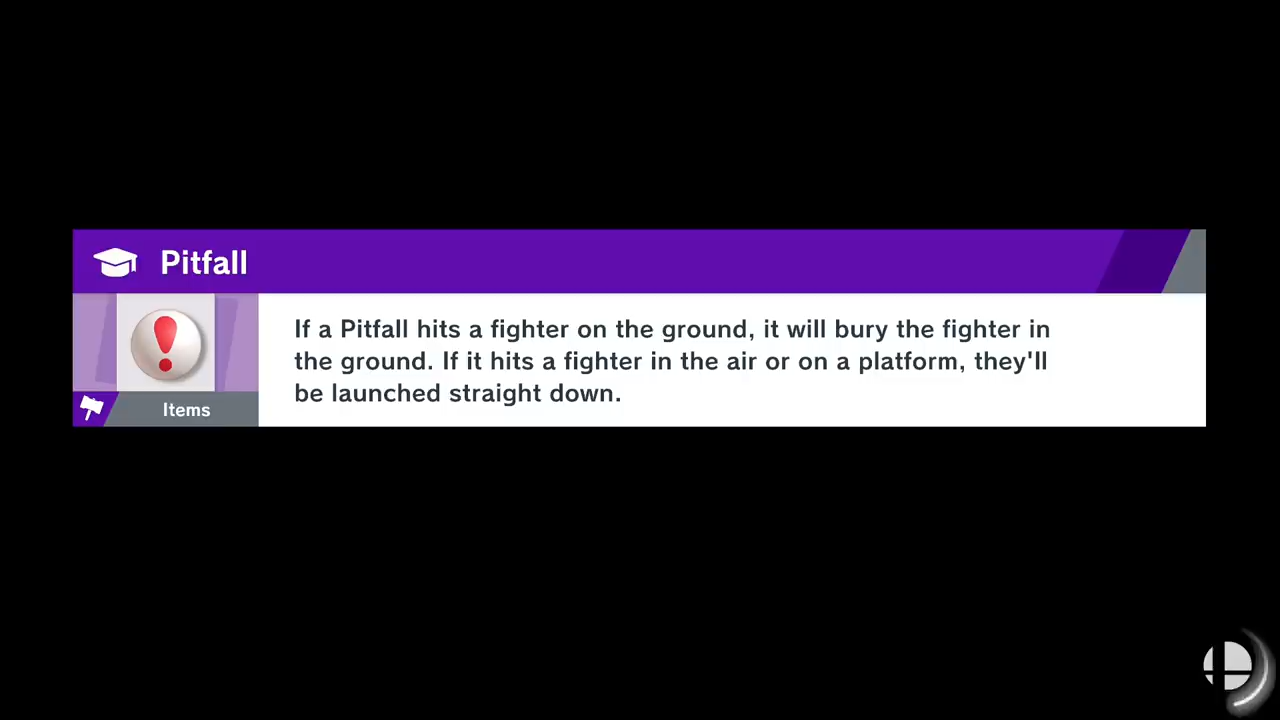 Pitfall
If a Pitfall hits a fighter on the ground, it will bury the fighter in
the ground. If it hits a fighter in the air or on a platform, they'll
be launched straight down.
Items